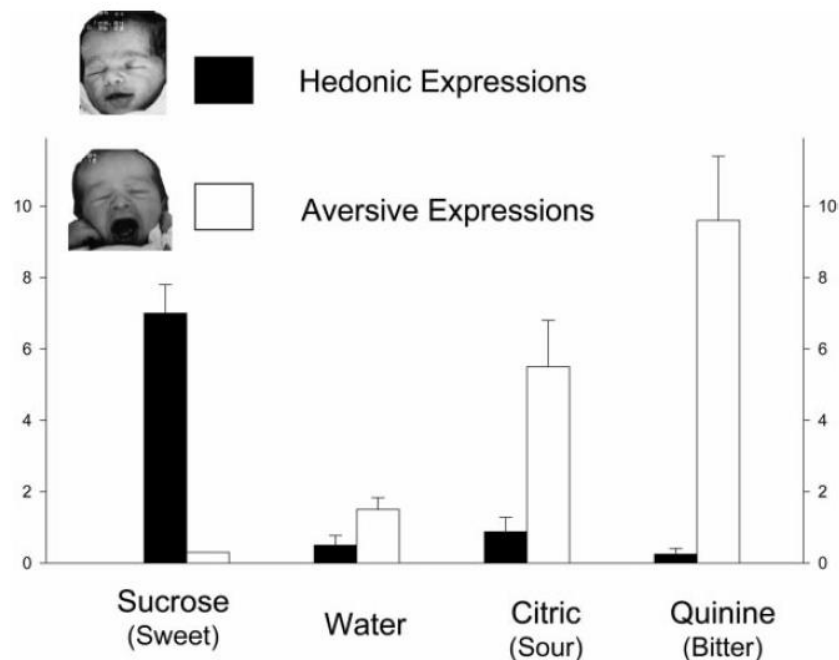 Hedonic Expressions
Aversive Expressions
10 10
8 8
6 6
4 4
2 2
0 0
Sucrose Water Citric Quinine
(Sweet) (Sour) (Bitter)